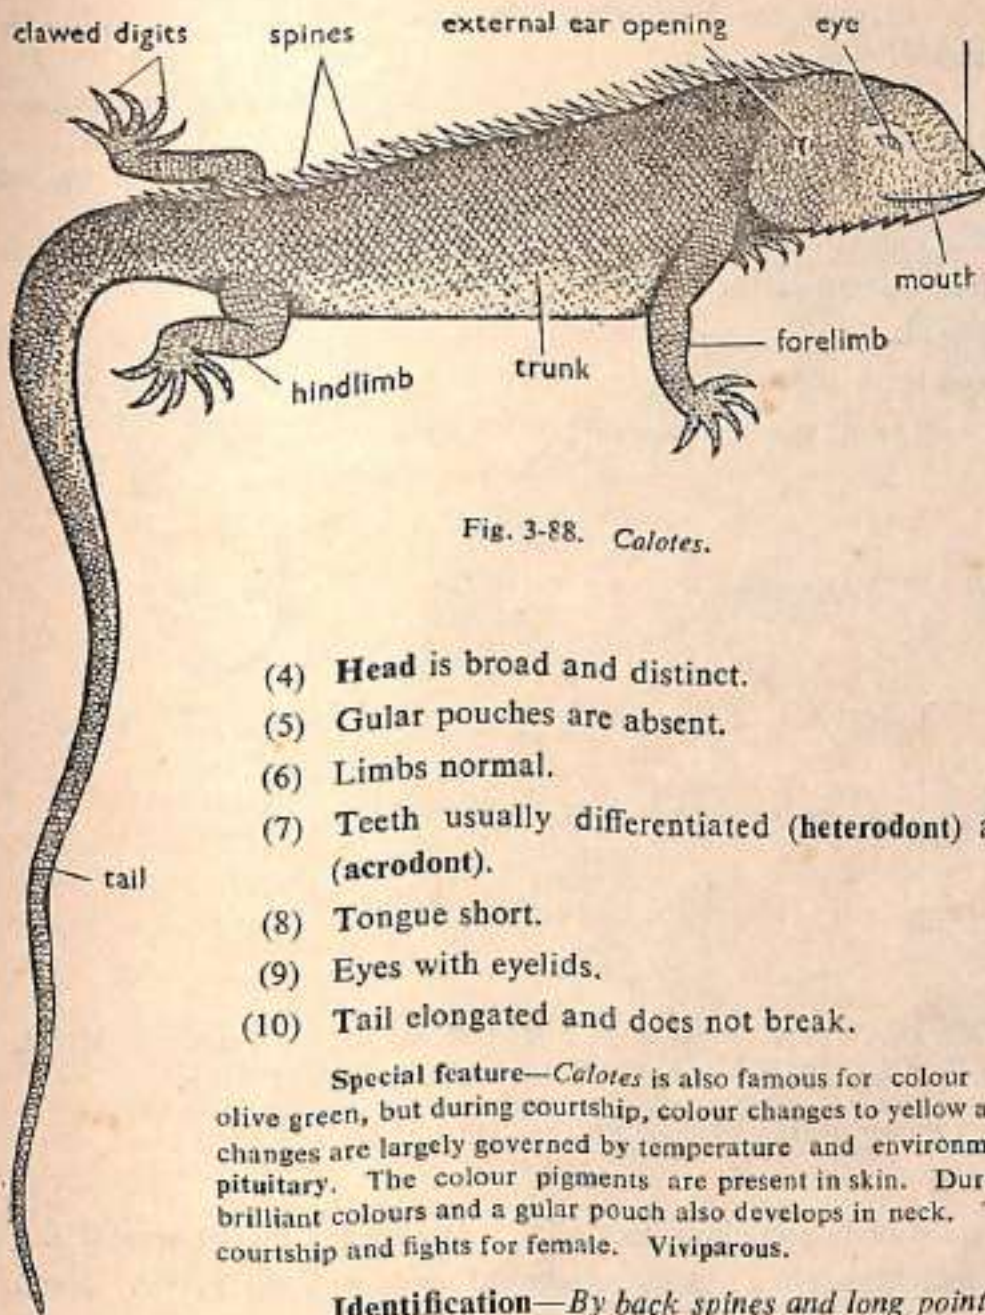 clawed digits spines external ear opening eye
mouth
forelimb
trunk
hindlimb
Fig. 3-88. Calotes.
(4) Head is broad and distinct.
(5) Gular pouches are absent.
(6) Limbs normal.
(7) Teeth usually differentiated (heterodont)
(acrodont).
tail
(8) Tongue short.
(9) Eyes with eyelids.
(10) Tail elongated and does not break.
Special feature—Calotes is also famous for colour
olive green, but during courtship, colour changes to yellow
changes are largely governed by temperature and
pituitary. The colour pigments are present in skin.
brilliant colours and a gular pouch also develops in neck.
courtship and fights for female. Viviparous.
Identification—By back spines and long